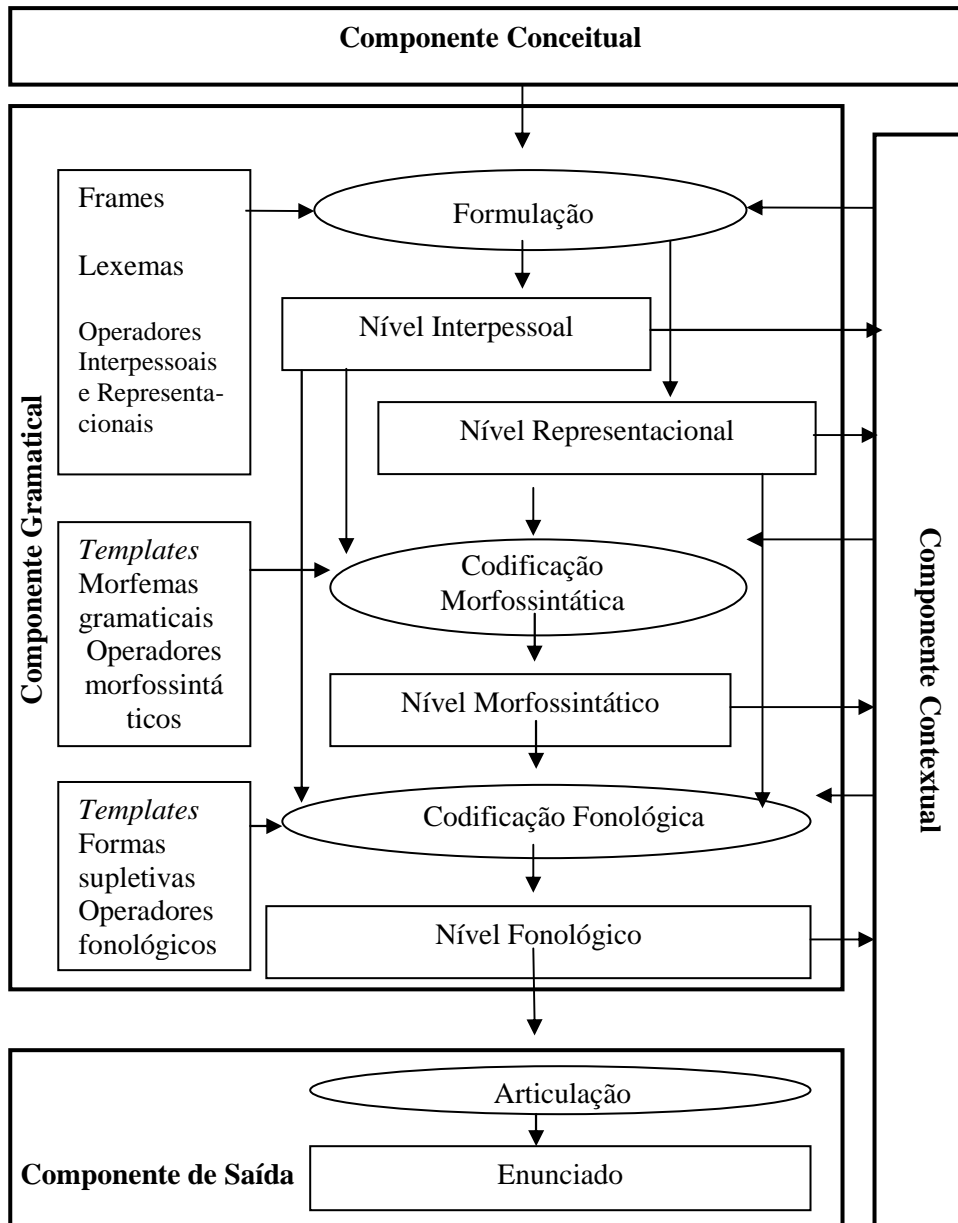 Componente Conceitual
Componente Gramatical
Frames
Lexemas
Operadores
Interpessoais
e Representa-
cionais
Formulação
Nível Interpessoal
Nível Representacional
Templates
Morfemas
gramaticais
Operadores
morfossintá
ticos
Codificação
Morfossintática
Nível Morfossintático
Templates
Formas
supletivas
Operadores
fonológicos
Codificação Fonológica
Nível Fonológico
Componente Contextual
Componente de Saída
Articulação
Enunciado